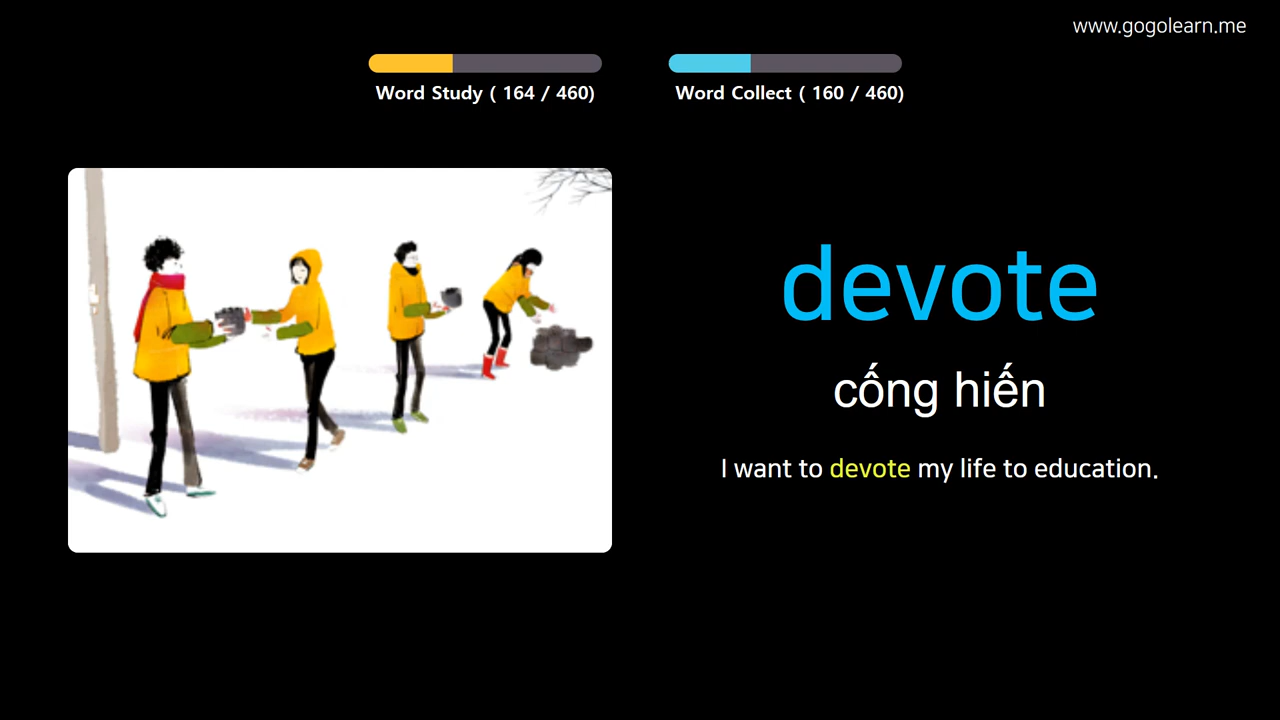 www.gogolearn.me
Word Study ( 164 / 460)
Word Collect ( 160 / 460)
devote
cống hiến
I want to devote my life to education.